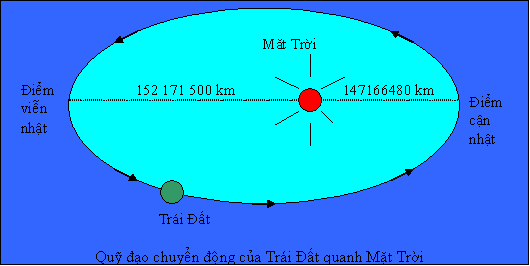 Mặt Trời
152 171 500 km
147166480 km
Điểm
viễn
nhật
Điểm
cận
nhật
Trái Đất
Quỹ đạo chuyển động của Trái Đất quanh Mặt Trời